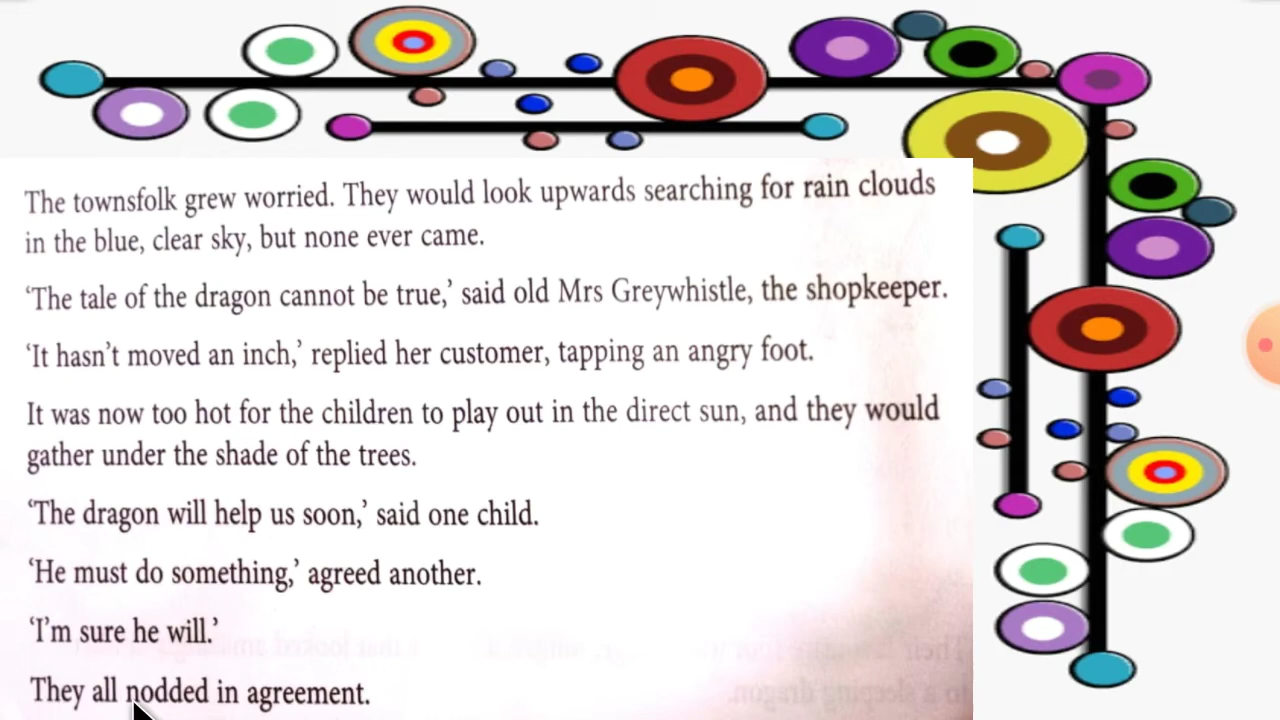 The townsfolk grew worried. They would look upwards searching for rain clouds
in the blue, clear sky, but none ever came.
‘The tale of the dragon cannot be true,’ said old Mrs Greywhistle, the shopkeeper.
‘It hasn’t moved an inch,’ replied her customer, tapping an angry foot.
It was now too hot for the children to play out in the direct sun, and they would
gather under the shade of the trees.
‘The dragon will help us soon,’ said one child.
‘He must do something,’ agreed another.
‘I’m sure he will.’
They all nodded in agreement.